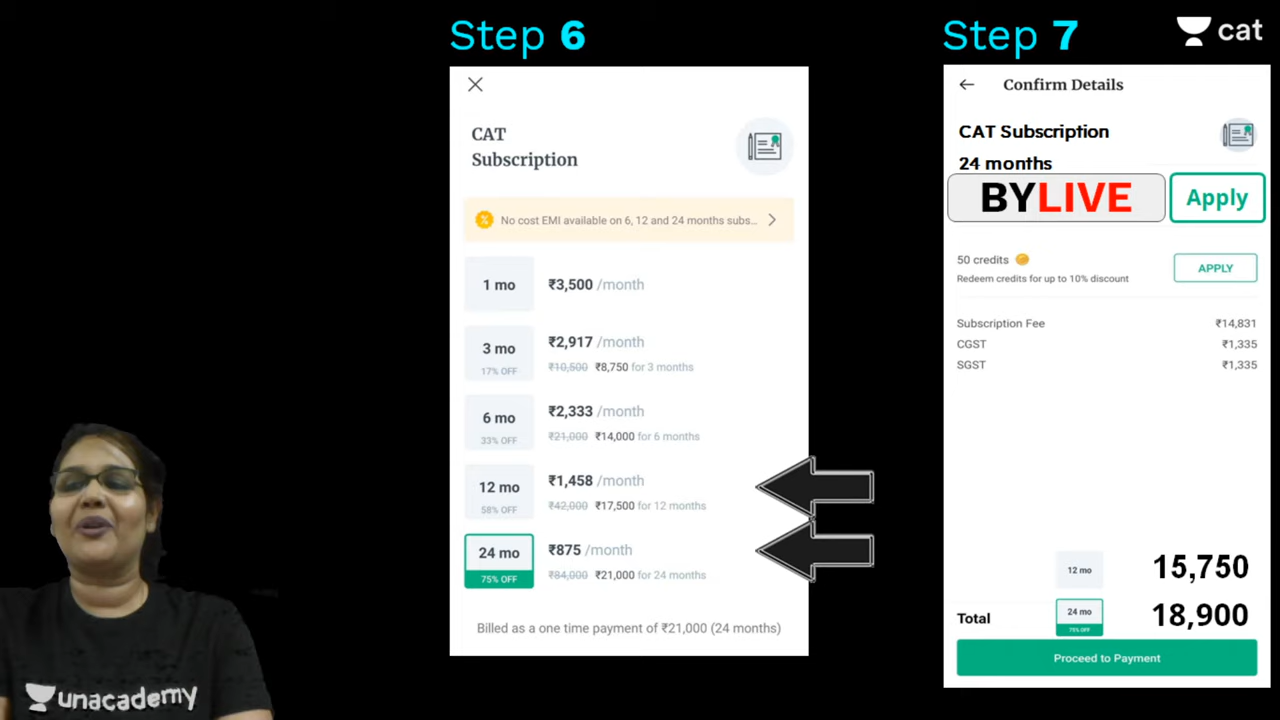 Step 6
CAT
Subscription
No cost EMI available on 6, 12 and 24 months subs...
1 mo
₹3,500 /month
3 mo
17% OFF
₹2,917 /month
₹10,500 ₹8,750 for 3 months
6 mo
33% OFF
₹2,333 /month
₹21,000 ₹14,000 for 6 months
12 mo
58% OFF
₹1,458 /month
₹42,000 ₹17,500 for 12 months
24 mo
75% OFF
₹875 /month
₹84,000 ₹21,000 for 24 months
Billed as a one time payment of ₹21,000 (24 months)
Step 7
cat
Confirm Details
CAT Subscription
24 months
BYLIVE
Apply
50 credits
Redeem credits for up to 10% discount
APPLY
Subscription Fee ₹14,831
CGST ₹1,335
SGST ₹1,335
12 mo 15,750
Total 24 mo 18,900
75% OFF
Proceed to Payment
unacademy